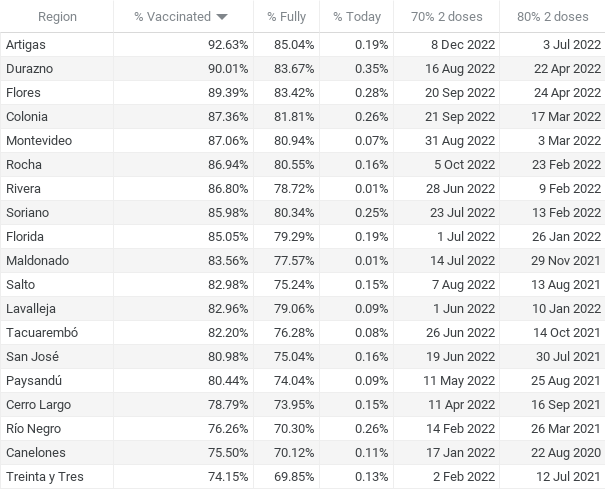 Region % Vaccinated % Fully % Today 70% 2 doses 80% 2 doses
Artigas 92.63% 85.04% 0.19% 8 Dec 2022 3 Jul 2022
Durazno 90.01% 83.67% 0.35% 16 Aug 2022 22 Apr 2022
Flores 89.39% 83.42% 0.28% 20 Sep 2022 24 Apr 2022
Colonia 87.36% 81.81% 0.26% 21 Sep 2022 17 Mar 2022
Montevideo 87.06% 80.94% 0.07% 31 Aug 2022 3 Mar 2022
Rocha 86.94% 80.55% 0.16% 5 Oct 2022 23 Feb 2022
Rivera 86.80% 78.72% 0.01% 28 Jun 2022 9 Feb 2022
Soriano 85.98% 80.34% 0.25% 23 Jul 2022 13 Feb 2022
Florida 85.05% 79.29% 0.19% 1 Jul 2022 26 Jan 2022
Maldonado 83.56% 77.57% 0.01% 14 Jul 2022 29 Nov 2021
Salto 82.98% 75.24% 0.15% 7 Aug 2022 13 Aug 2021
Lavalleja 82.96% 79.06% 0.09% 1 Jun 2022 10 Jan 2022
Tacuarembó 82.20% 76.28% 0.08% 26 Jun 2022 14 Oct 2021
San José 80.98% 75.04% 0.16% 19 Jun 2022 30 Jul 2021
Paysandú 80.44% 74.04% 0.09% 11 May 2022 25 Aug 2021
Cerro Largo 78.79% 73.95% 0.15% 11 Apr 2022 16 Sep 2021
Río Negro 76.26% 70.30% 0.26% 14 Feb 2022 26 Mar 2021
Canelones 75.50% 70.12% 0.11% 17 Jan 2022 22 Aug 2020
Treinta y Tres 74.15% 69.85% 0.13% 2 Feb 2022 12 Jul 2021